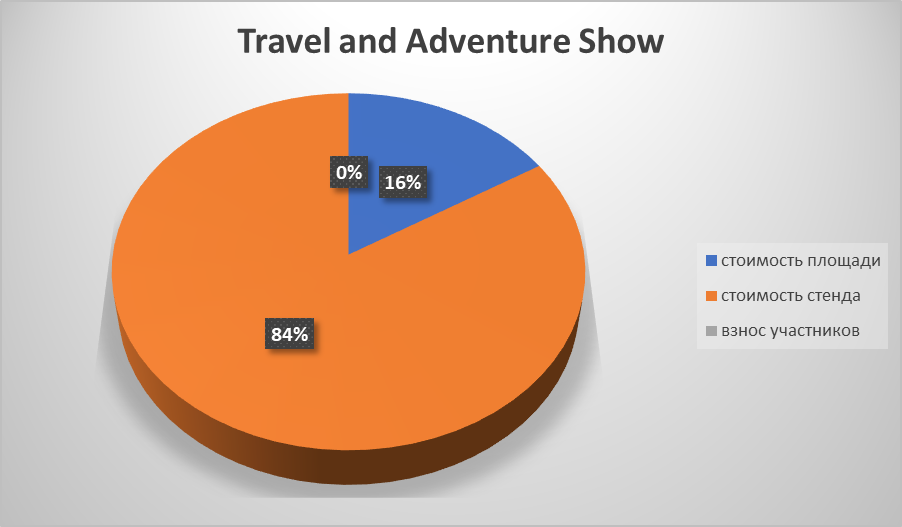 Travel and Adventure Show
0%
16%
84%
стоимость площади
стоимость стенда
взнос участников